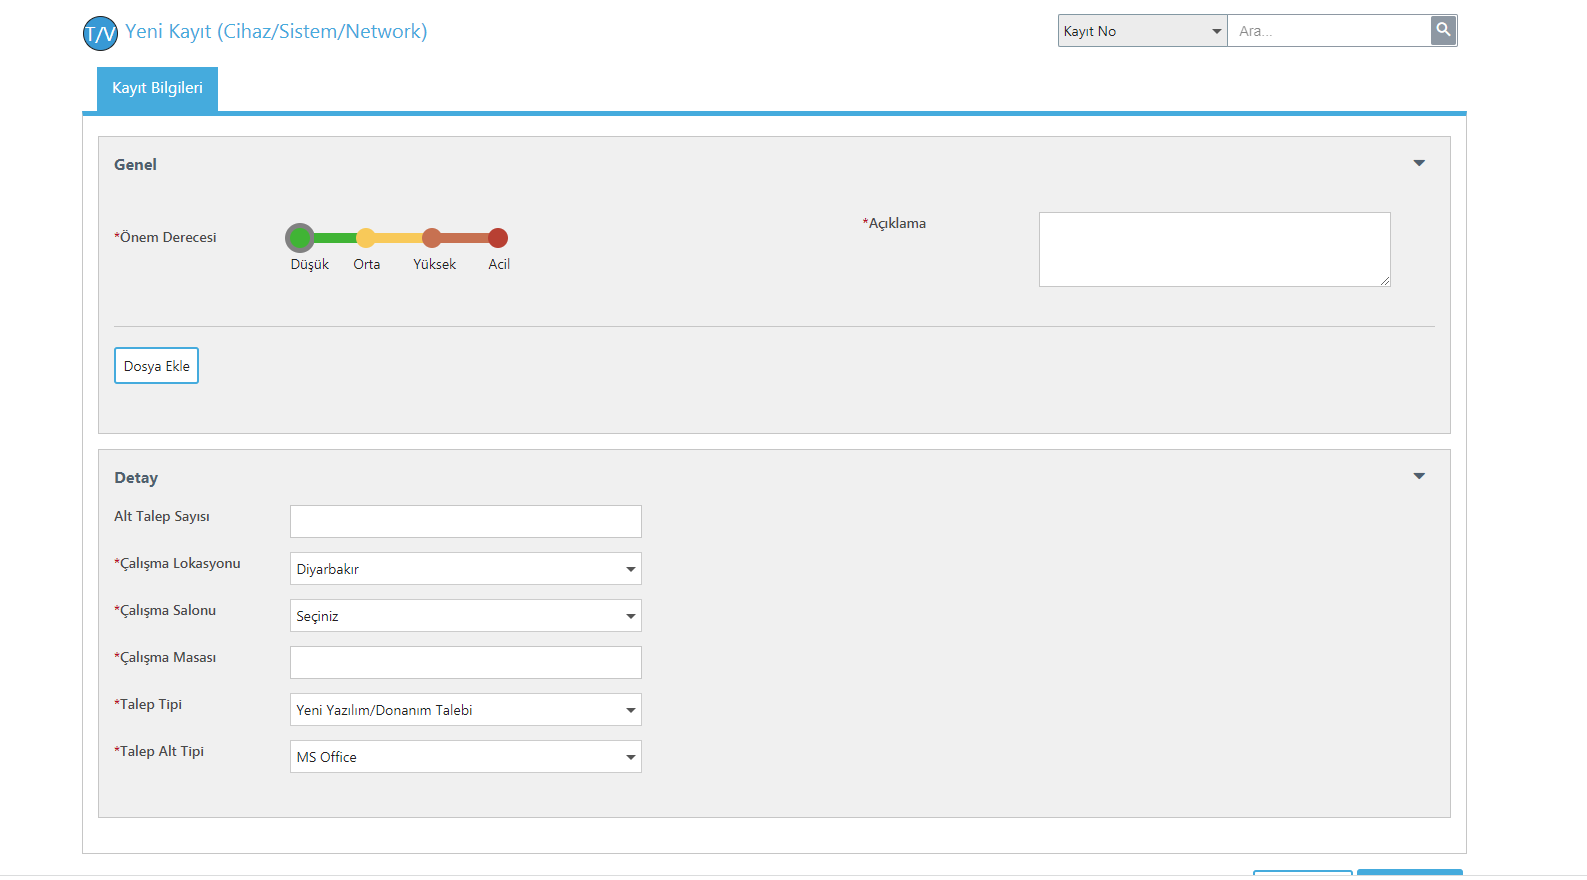 T/V Yeni Kayıt (Cihaz/Sistem/Network)
Kayıt No
Ara...
Kayıt Bilgileri
Genel
*Önem Derecesi
Düşük Orta Yüksek Acil
*Açıklama
Dosya Ekle
Detay
Alt Talep Sayısı
*Çalışma Lokasyonu
Diyarbakır
*Çalışma Salonu
Seçiniz
*Çalışma Masası
*Talep Tipi
Yeni Yazılım/Donanım Talebi
*Talep Alt Tipi
MS Office